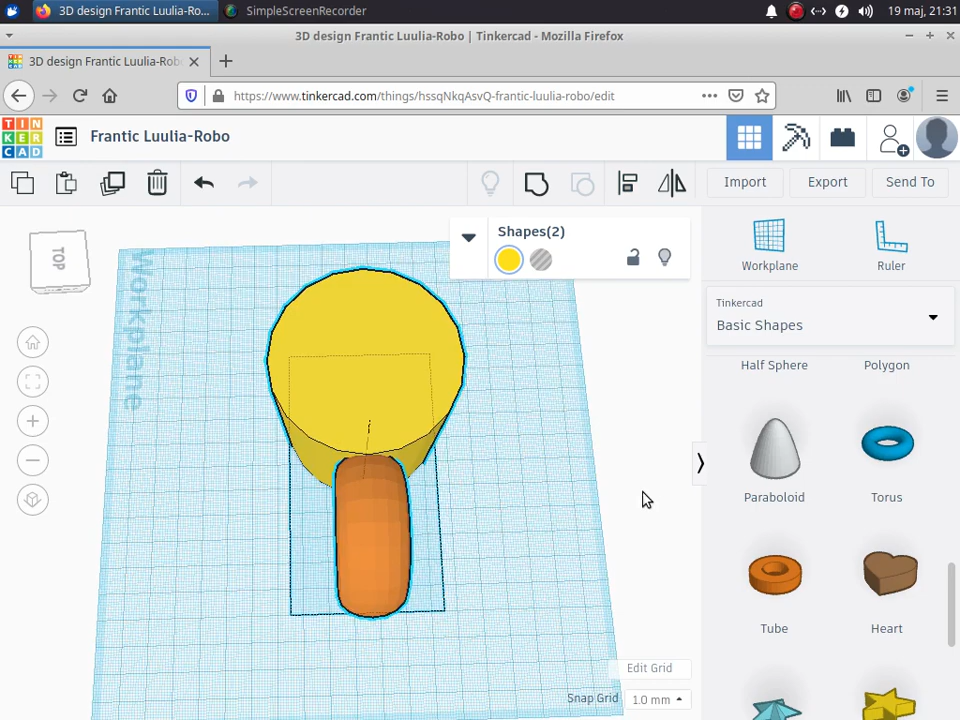 3D design Frantic Luulia-Ro...
SimpleScreenRecorder
19 maj, 21:31
3D design Frantic Luulia-Robo | Tinkercad - Mozilla Firefox
3D design Frantic Luulia-Rob
https://www.tinkercad.com/things/hssqNkqAsvQ-frantic-luulia-robo/edit
TIN
KER
CAD
Frantic Luulia-Robo
Import
Export
Send To
TOP
Workplane
Shapes(2)
Workplane
Ruler
Tinkercad
Basic Shapes
Half Sphere
Polygon
Paraboloid
Torus
Tube
Heart
Edit Grid
Snap Grid
1.0 mm